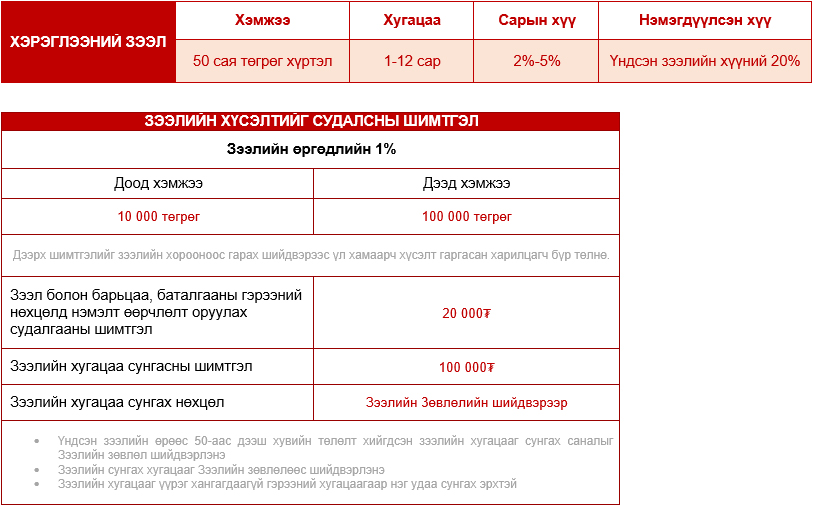 ХЭРЭГЛЭЭНИЙ ЗЭЭЛ
Хэмжээ Хугацаа Сарын хүү Нэмэгдүүлсэн хүү
50 сая төгрөг хүртэл 1-12 сар 2%-5% Үндсэн зээлийн хүүний 20%
ЗЭЭЛИЙН ХҮСЭЛТИЙГ СУДАЛСНЫ ШИМТГЭЛ
Зээлийн өргөдлийн 1%
Доод хэмжээ Дээд хэмжээ
10 000 төгрөг 100 000 төгрөг
Дээрх шимтгэлийг зээлийн хорооноос гарах шийдвэрээс үл хамаарч хүсэлт гаргасан харилцагч бүр төлнө.
Зээл болон барьцаа, баталгааны гэрээний
нөхцөлд нэмэлт өөрчлөлт оруулах
судалгааны шимтгэл
20 000₮
Зээлийн хугацаа сунгасны шимтгэл 100 000₮
Зээлийн хугацаа сунгах нөхцөл Зээлийн Зөвлөлийн шийдвэрээр
• Үндсэн зээлийн өрөөс 50-аас дээш хувийн төлөлт хийгдсэн зээлийн хугацааг сунгах саналыг
Зээлийн зөвлөл шийдвэрлэнэ
• Зээлийн сунгах хугацааг Зээлийн зөвлөлөөс шийдвэрлэнэ
• Зээлийн хугацааг үүрэг хангагдаагүй гэрээний хугацаагаар нэг удаа сунгах эрхтэй